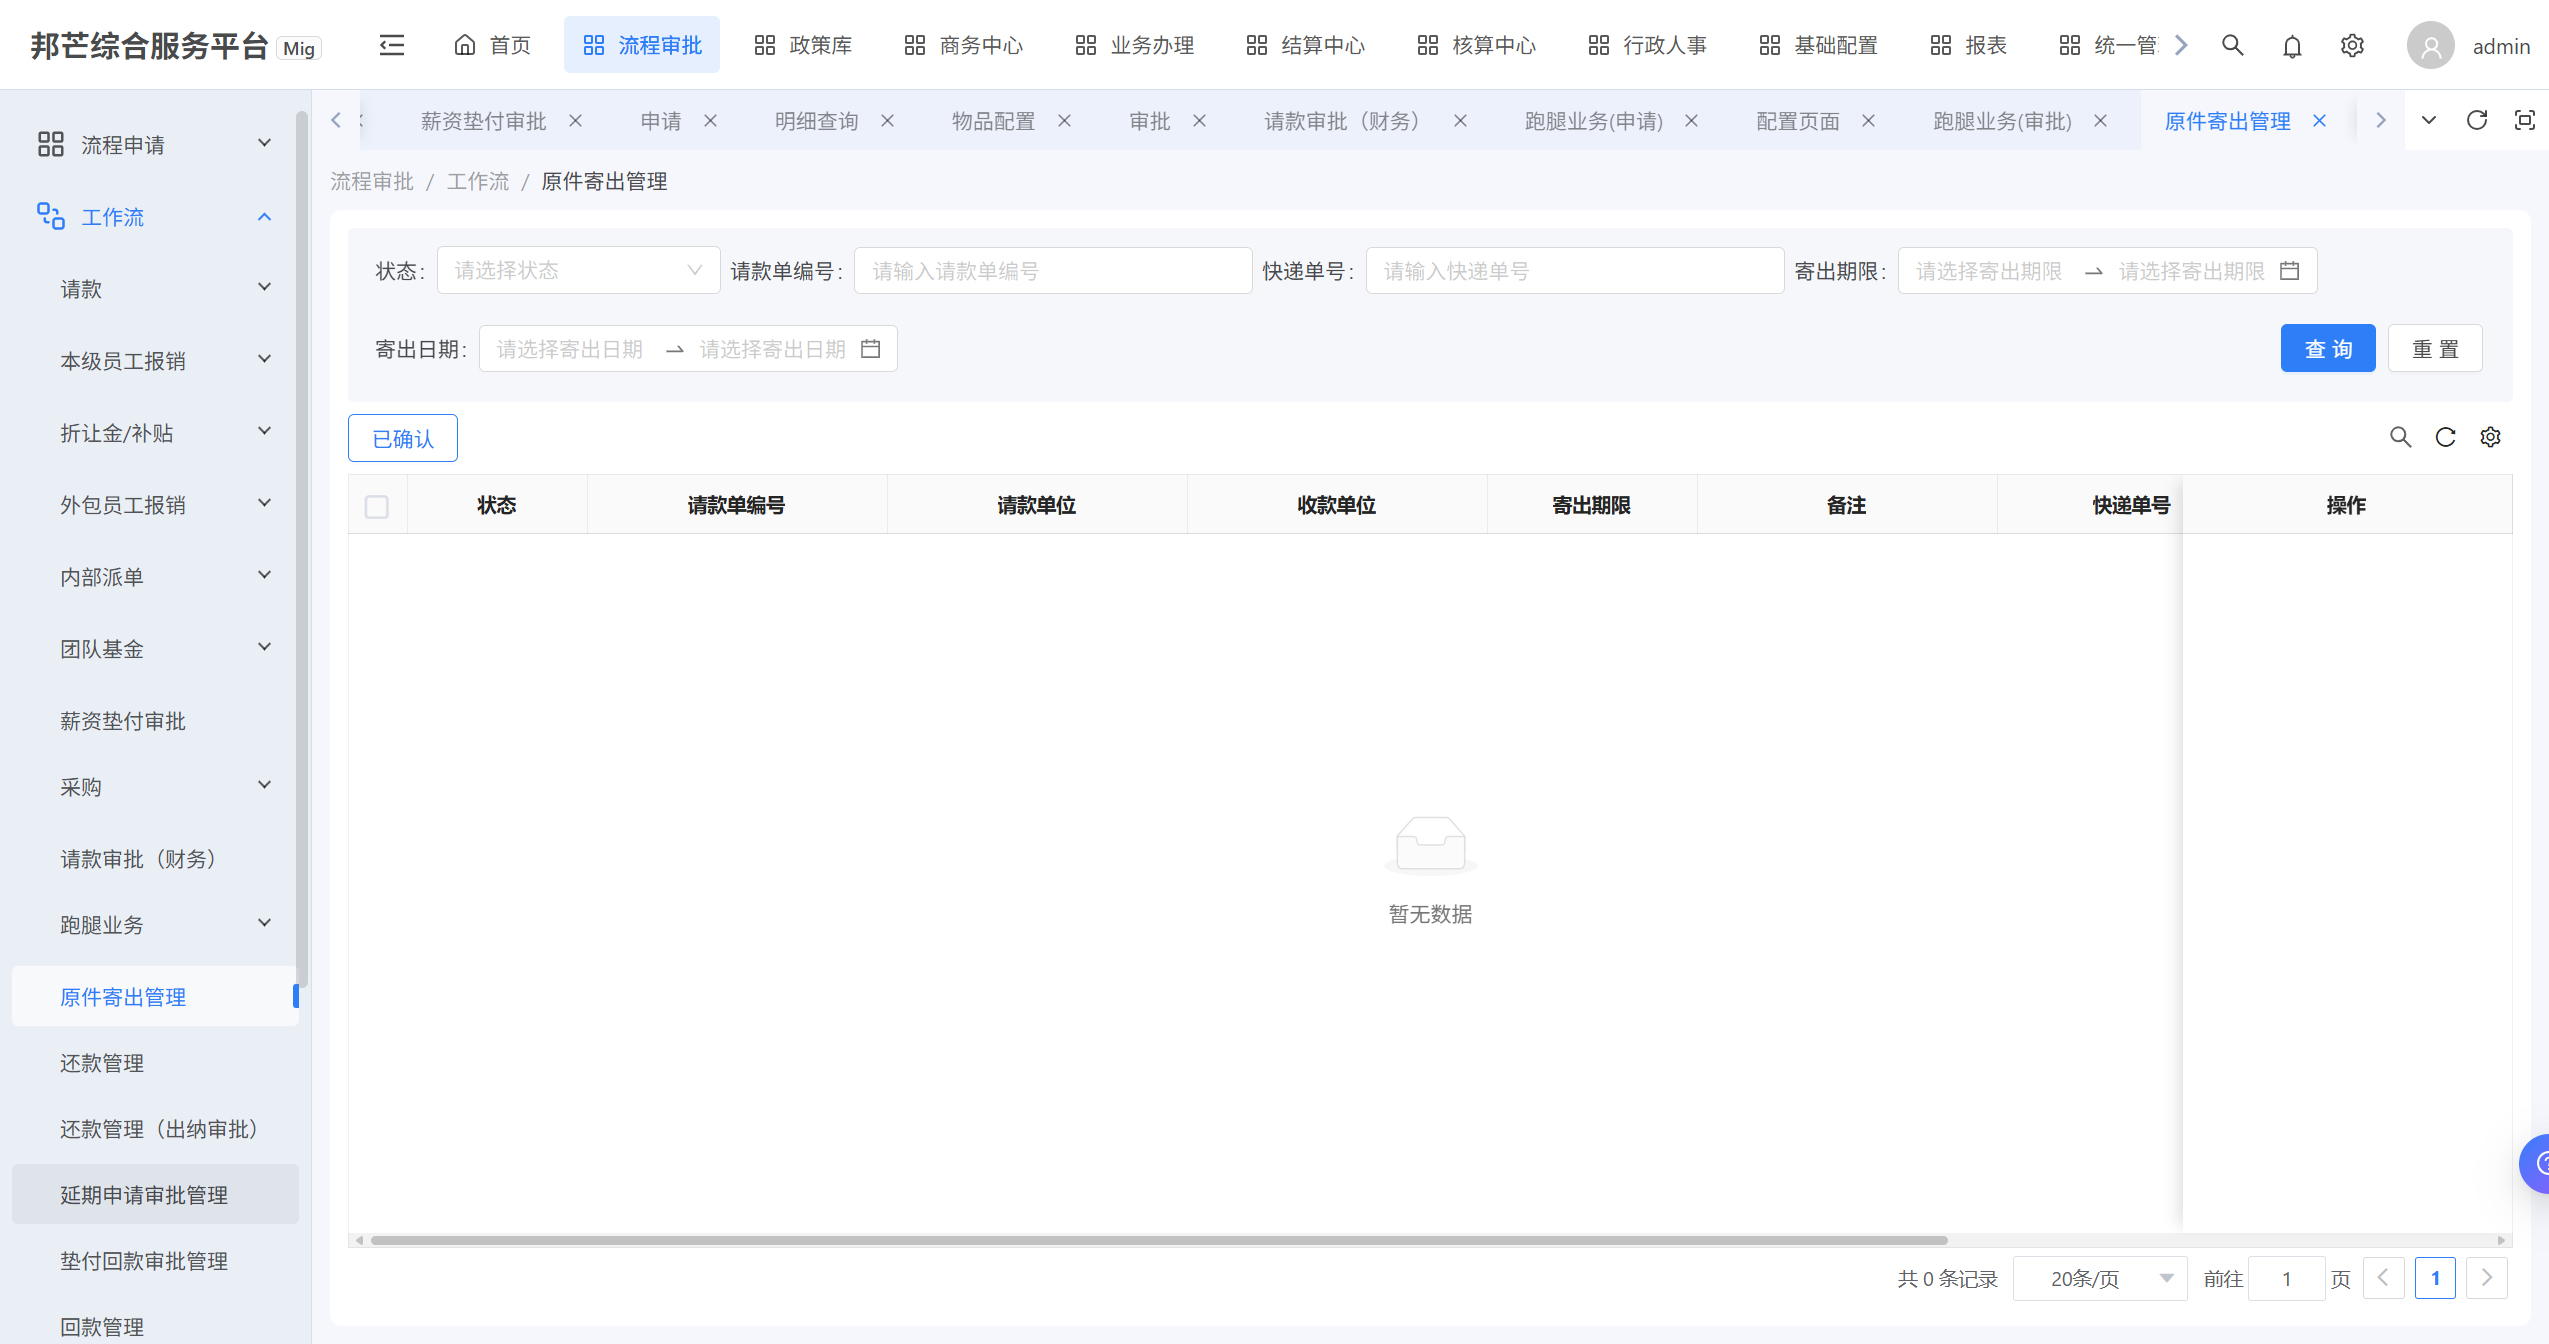 邦芒综合服务平台 Mig
首页 流程审批 政策库 商务中心 业务办理 结算中心 核算中心 行政人事 基础配置 报表 统一管 admin
薪资垫付审批 申请 明细查询 物品配置 审批 请款审批（财务） 跑腿业务(申请) 配置页面 跑腿业务(审批) 原件寄出管理
流程申请
工作流
请款
本级员工报销
折让金/补贴
外包员工报销
内部派单
团队基金
薪资垫付审批
采购
请款审批（财务）
跑腿业务
原件寄出管理
还款管理
还款管理（出纳审批）
延期申请审批管理
垫付回款审批管理
回款管理
流程审批 / 工作流 / 原件寄出管理
状态: 请选择状态 请款单编号: 请输入请款单编号 快递单号: 请输入快递单号 寄出期限: 请选择寄出期限 请选择寄出期限
寄出日期: 请选择寄出日期 请选择寄出日期 查 询 重 置
已确认
状态 请款单编号 请款单位 收款单位 寄出期限 备注 快递单号 操作
暂无数据
共 0 条记录 20条/页 前往 1 页 1